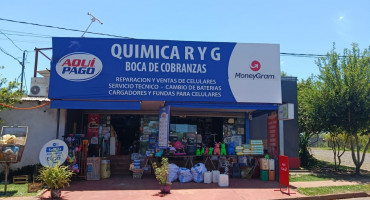 QUIMICA R Y G
BOCA DE COBRANZAS
AQUÍ
PAGO
REPARACION Y VENTAS DE CELULARES
SERVICIO TECNICO - CAMBIO DE BATERIAS
CARGADORES Y FUNDAS PARA CELULARES
MoneyGram